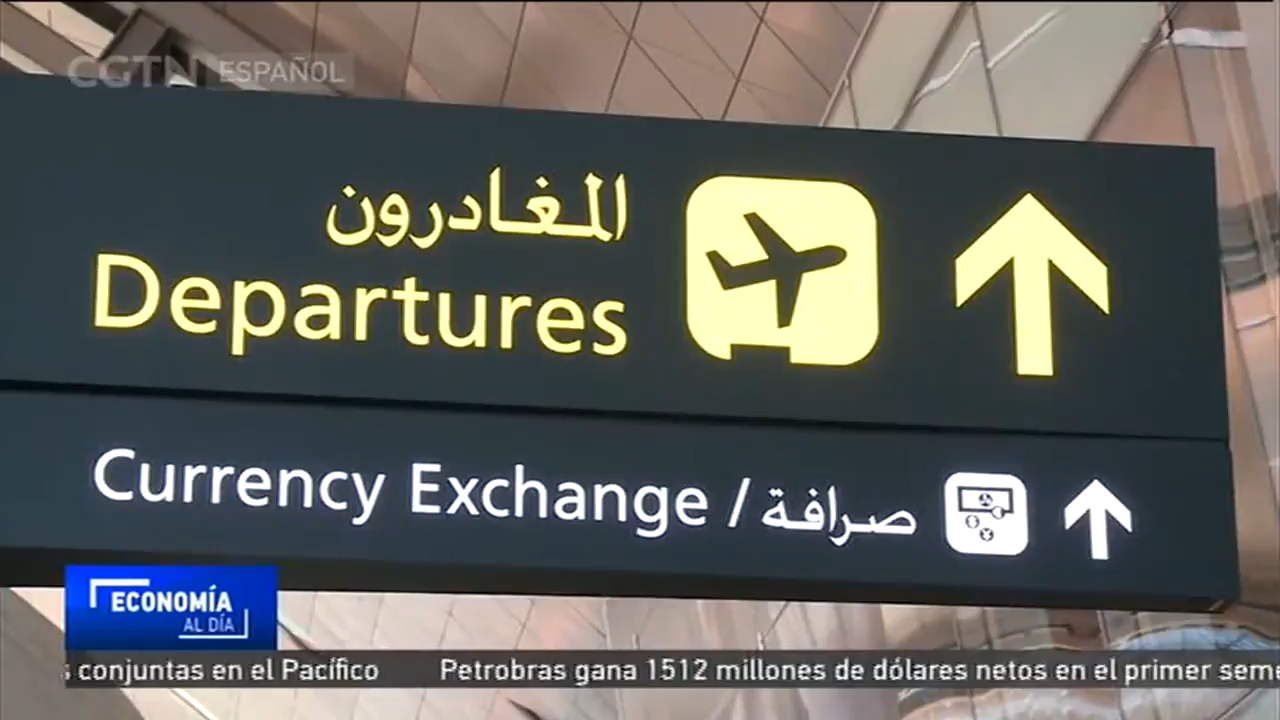 CGTN ESPAÑOL
المغادرون
Departures
Currency Exchange / صرافة
ECONOMÍA
AL DÍA
conjuntas en el Pacífico Petrobras gana 1512 millones de dólares netos en el primer